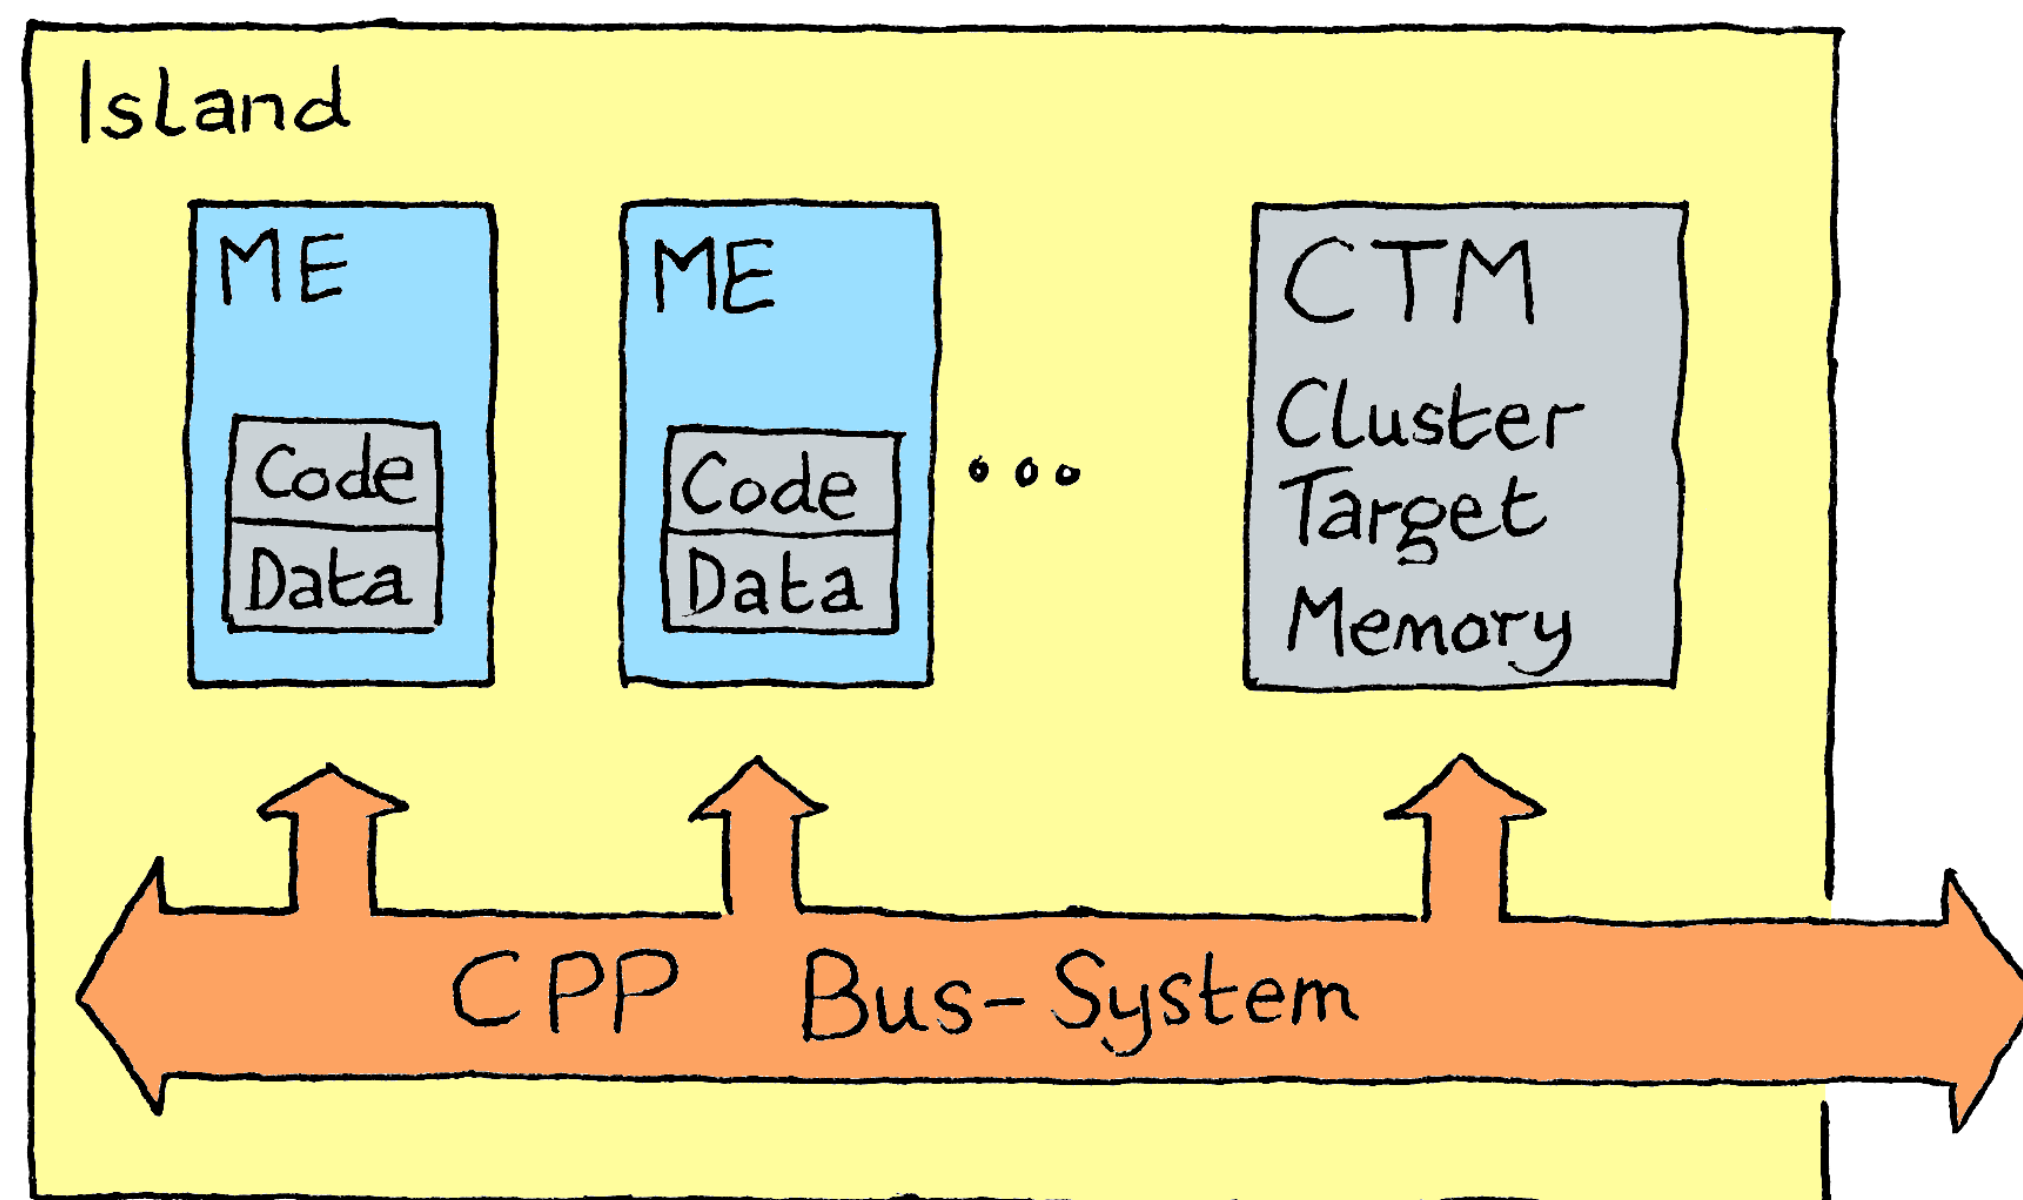 Island
ME
Code
Data
ME
Code
Data
CTM
Cluster
Target
Memory
CPP Bus-System